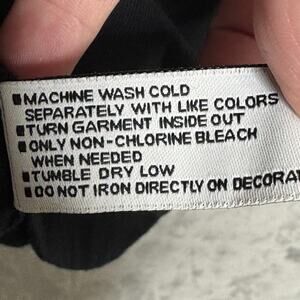 ■MACHINE WASH COLD
SEPARATELY WITH LIKE COLORS
■TURN GARMENT INSIDE OUT
■ONLY NON-CHLORINE BLEACH
WHEN NEEDED
■TUMBLE DRY LOW
■DO NOT IRON DIRECTLY ON